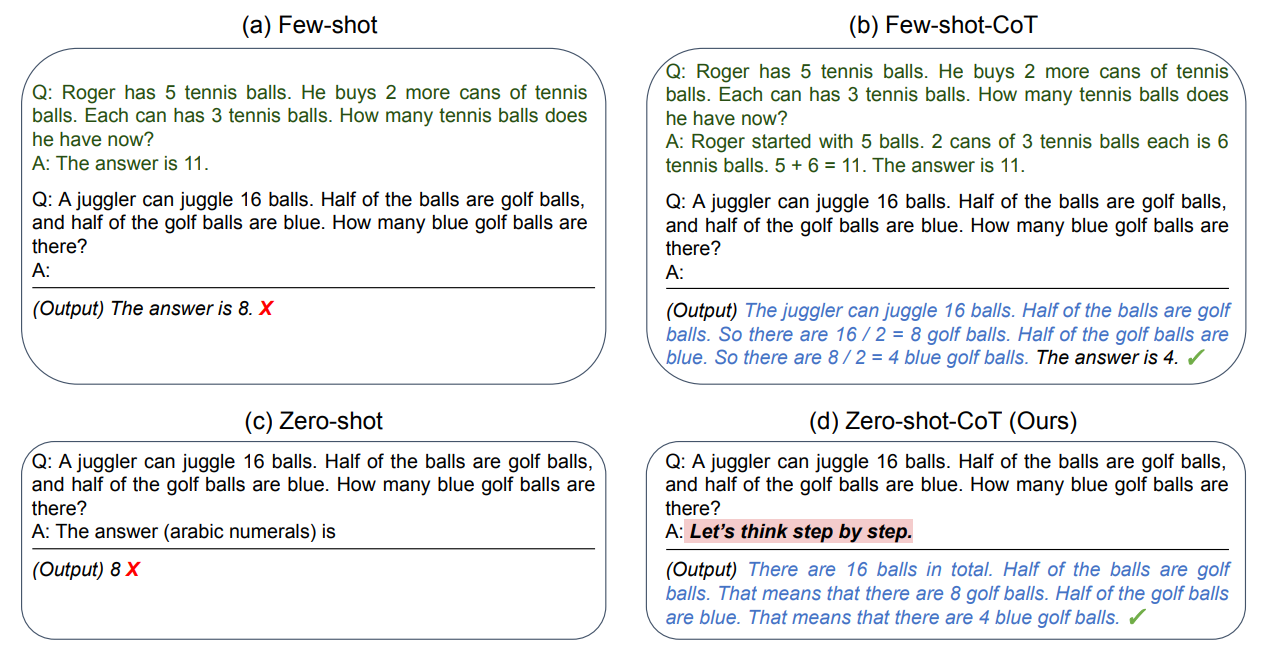 (a) Few-shot
Q: Roger has 5 tennis balls. He buys 2 more cans of tennis
balls. Each can has 3 tennis balls. How many tennis balls does
he have now?
A: The answer is 11.
Q: A juggler can juggle 16 balls. Half of the balls are golf balls,
and half of the golf balls are blue. How many blue golf balls are
there?
A:
(Output) The answer is 8. X
(b) Few-shot-CoT
Q: Roger has 5 tennis balls. He buys 2 more cans of tennis
balls. Each can has 3 tennis balls. How many tennis balls does
he have now?
A: Roger started with 5 balls. 2 cans of 3 tennis balls each is 6
tennis balls. 5 + 6 = 11. The answer is 11.
Q: A juggler can juggle 16 balls. Half of the balls are golf balls,
and half of the golf balls are blue. How many blue golf balls are
there?
A:
(Output) The juggler can juggle 16 balls. Half of the balls are golf
balls. So there are 16 / 2 = 8 golf balls. Half of the golf balls are
blue. So there are 8 / 2 = 4 blue golf balls. The answer is 4. ✓
(c) Zero-shot
Q: A juggler can juggle 16 balls. Half of the balls are golf balls,
and half of the golf balls are blue. How many blue golf balls are
there?
A: The answer (arabic numerals) is
(Output) 8 X
(d) Zero-shot-CoT (Ours)
Q: A juggler can juggle 16 balls. Half of the balls are golf balls,
and half of the golf balls are blue. How many blue golf balls are
there?
A: Let's think step by step.
(Output) There are 16 balls in total. Half of the balls are golf
balls. That means that there are 8 golf balls. Half of the golf balls
are blue. That means that there are 4 blue golf balls. ✓